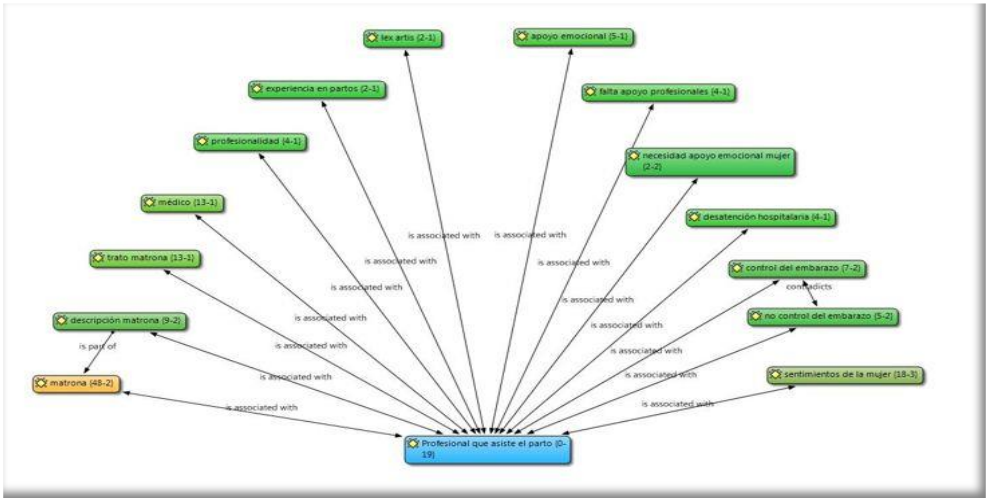 lex artis (2-1)
apoyo emocional (5-1)
experiencia en partos (2-1)
falta apoyo profesionales (4-1)
profesionalidad (4-1)
necesidad apoyo emocional mujer
(2-2)
médico (13-1)
desatención hospitalaria (4-1)
is associated with
is associated with
trato matrona (13-1)
is associated with
is associated with
control del embarazo (7-2)
contradicts
is associated with
is associated with
descripción matrona (9-2)
is associated with
is associated with
no control del embarazo (5-2)
is part of
is associated with
is associated with
matrona (48-2)
is associated with
is associated with
sentimientos de la mujer (18-3)
is associated with
is associated with
Profesional que asiste el parto (0-
19)